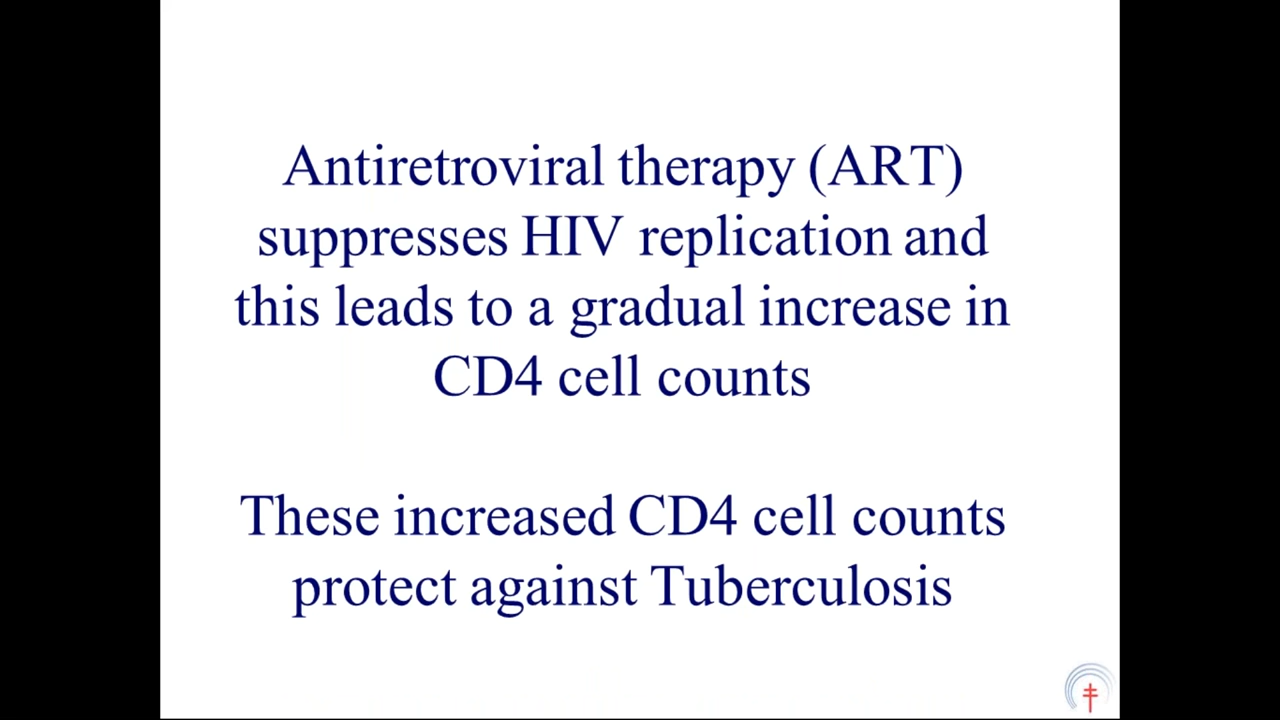 Antiretroviral therapy (ART)
suppresses HIV replication and
this leads to a gradual increase in
CD4 cell counts
These increased CD4 cell counts
protect against Tuberculosis